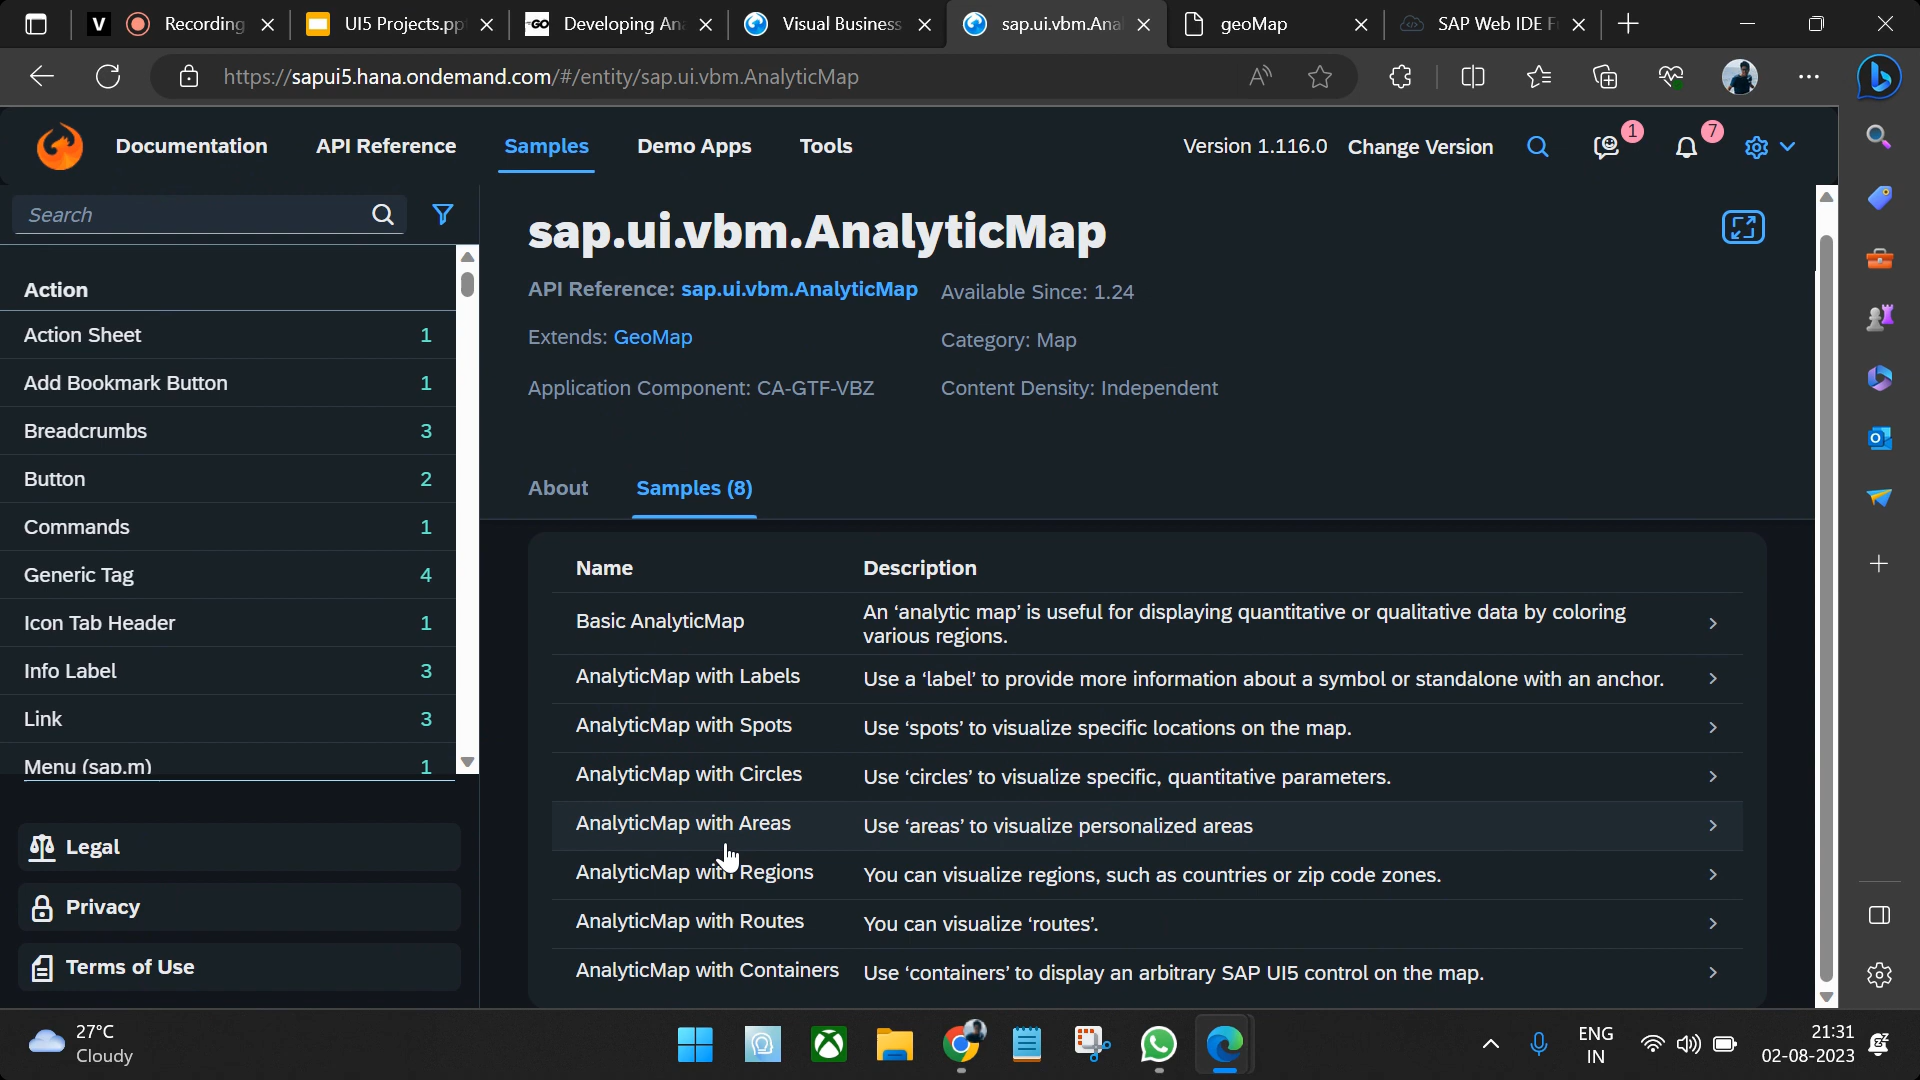 V
Recording
UI5 Projects.pp
GO
Developing An
Visual Business
sap.ui.vbm.Ana
geoMap
SAP Web IDE F
https://sapui5.hana.ondemand.com/#/entity/sap.ui.vbm.AnalyticMap
Documentation
API Reference
Samples
Demo Apps
Tools
Version 1.116.0
Change Version
1
7
Search
Action
Action Sheet 1
Add Bookmark Button 1
Breadcrumbs 3
Button 2
Commands 1
Generic Tag 4
Icon Tab Header 1
Info Label 3
Link 3
Menu (sap.m) 1
Legal
Privacy
Terms of Use
sap.ui.vbm.AnalyticMap
API Reference: sap.ui.vbm.AnalyticMap
Available Since: 1.24
Extends: GeoMap
Category: Map
Application Component: CA-GTF-VBZ
Content Density: Independent
About
Samples (8)
Name
Description
Basic AnalyticMap
An ‘analytic map’ is useful for displaying quantitative or qualitative data by coloring
various regions.
AnalyticMap with Labels
Use a ‘label’ to provide more information about a symbol or standalone with an anchor.
AnalyticMap with Spots
Use ‘spots’ to visualize specific locations on the map.
AnalyticMap with Circles
Use ‘circles’ to visualize specific, quantitative parameters.
AnalyticMap with Areas
Use ‘areas’ to visualize personalized areas
AnalyticMap with Regions
You can visualize regions, such as countries or zip code zones.
AnalyticMap with Routes
You can visualize ‘routes’.
AnalyticMap with Containers
Use ‘containers’ to display an arbitrary SAP UI5 control on the map.
27°C
Cloudy
ENG
IN
21:31
02-08-2023